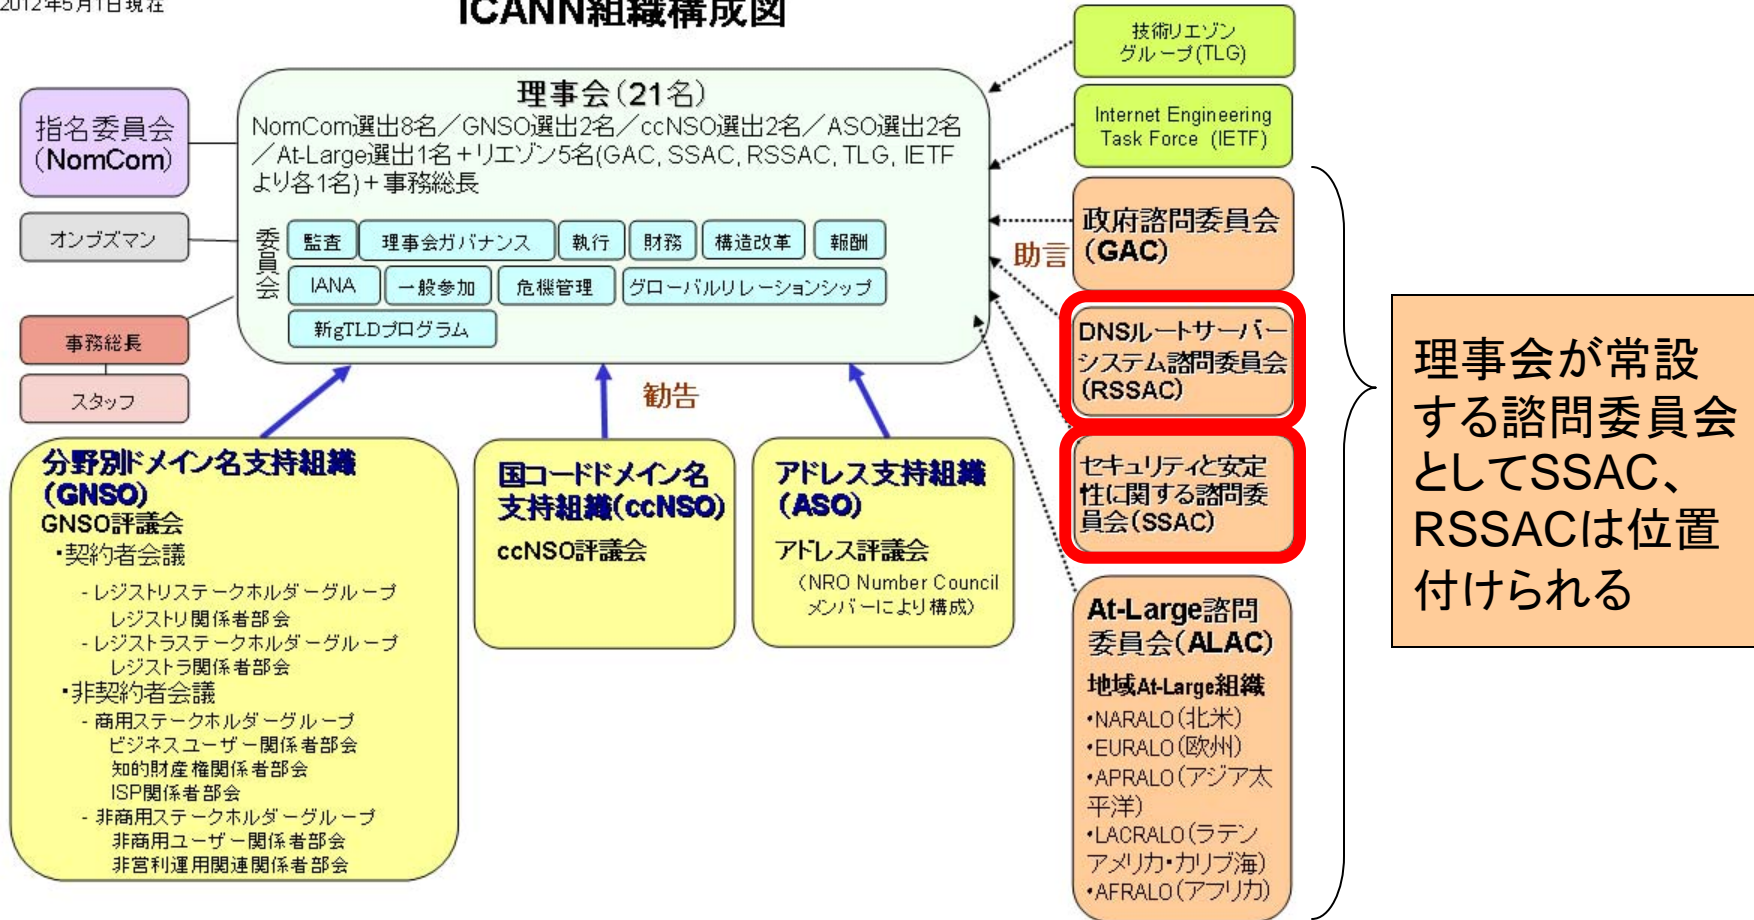 2012年5月1日現在
ICANN組織構成図
指名委員会
(NomCom)
オンブズマン
事務総長
スタッフ
理事会(21名)
NomCom選出8名／GNSO選出2名／ccNSO選出2名／ASO選出2名
／At-Large選出1名＋リエゾン5名(GAC, SSAC, RSSAC, TLG, IETF
より各1名)＋事務総長
委員会
監査
理事会ガバナンス
執行
財務
構造改革
報酬
IANA
一般参加
危機管理
グローバルリレーションシップ
新gTLDプログラム
勧告
助言
技術リエゾン
グループ(TLG)
Internet Engineering
Task Force (IETF)
政府諮問委員会
(GAC)
DNSルートサーバー
システム諮問委員会
(RSSAC)
セキュリティと安定
性に関する諮問委
員会(SSAC)
At-Large諮問
委員会(ALAC)
地域At-Large組織
・NARALO(北米)
・EURALO(欧州)
・APRALO(アジア太
平洋)
・LACRALO(ラテン
アメリカ・カリブ海)
・AFRALO(アフリカ)
分野別ドメイン名支持組織
(GNSO)
GNSO評議会
・契約者会議
- レジストリステークホルダーグループ
レジストリ関係者部会
- レジストラステークホルダーグループ
レジストラ関係者部会
・非契約者会議
- 商用ステークホルダーグループ
ビジネスユーザー関係者部会
知的財産権関係者部会
ISP関係者部会
- 非商用ステークホルダーグループ
非商用ユーザー関係者部会
非営利運用関連関係者部会
国コードドメイン名
支持組織(ccNSO)
ccNSO評議会
アドレス支持組織
(ASO)
アドレス評議会
(NRO Number Council
メンバーにより構成)
理事会が常設
する諮問委員会
としてSSAC、
RSSACは位置
付けられる